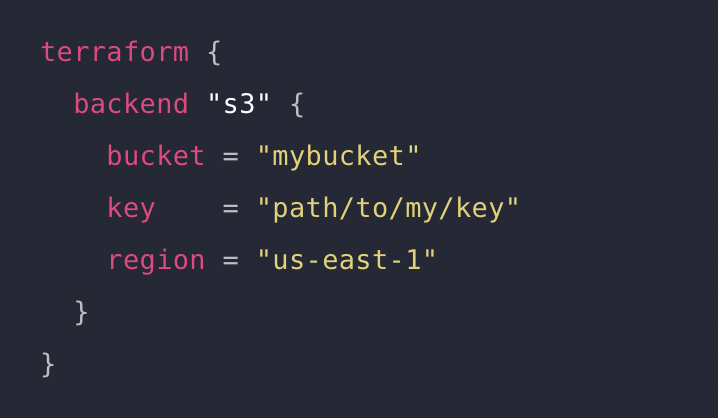 terraform {
  backend "s3" {
    bucket = "mybucket"
    key    = "path/to/my/key"
    region = "us-east-1"
  }
}